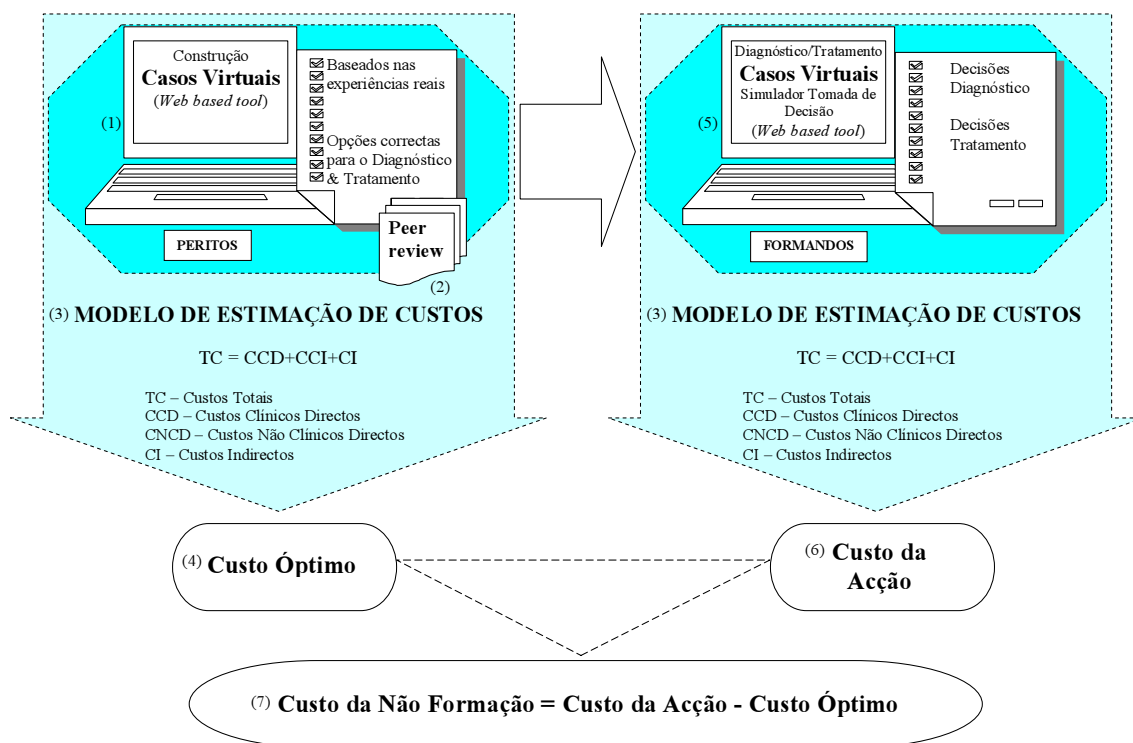 Construção
Casos Virtuais
(Web based tool)
(1)
Baseados nas
experiências reais
Opções correctas
para o Diagnóstico
& Tratamento
PERITOS
Peer
review
(2)
Diagnóstico/Tratamento
Casos Virtuais
Simulador Tomada de
Decisão
(Web based tool)
(5)
Decisões
Diagnóstico
Decisões
Tratamento
FORMANDOS
(3) MODELO DE ESTIMAÇÃO DE CUSTOS
TC = CCD+CCI+CI
TC – Custos Totais
CCD – Custos Clínicos Directos
CNCD – Custos Não Clínicos Directos
CI – Custos Indirectos
(3) MODELO DE ESTIMAÇÃO DE CUSTOS
TC = CCD+CCI+CI
TC – Custos Totais
CCD – Custos Clínicos Directos
CNCD – Custos Não Clínicos Directos
CI – Custos Indirectos
(4) Custo Óptimo
(6) Custo da
Acção
(7) Custo da Não Formação = Custo da Acção - Custo Óptimo